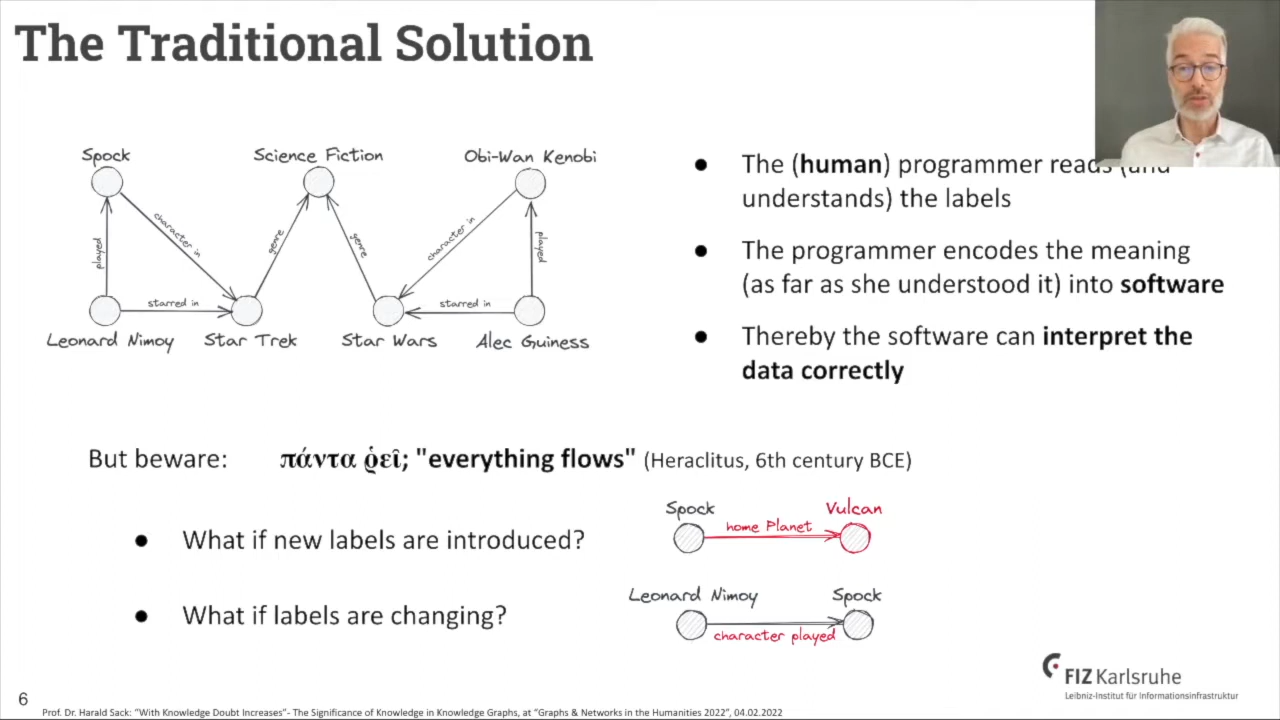 The Traditional Solution
Spock
Science Fiction
Obi-Wan Kenobi
played
character in
genre
genre
character in
played
starred in
starred in
Leonard Nimoy
Star Trek
Star Wars
Alec Guiness
● The (human) programmer reads (and
understands) the labels
● The programmer encodes the meaning
(as far as she understood it) into software
● Thereby the software can interpret the
data correctly
But beware: πάντα ῥεῖ; "everything flows" (Heraclitus, 6th century BCE)
Spock
Vulcan
home Planet
● What if new labels are introduced?
Leonard Nimoy
Spock
character played
● What if labels are changing?
FIZ Karlsruhe
Leibniz-Institut für Informationsinfrastruktur
6
Prof. Dr. Harald Sack: "With Knowledge Doubt Increases"- The Significance of Knowledge in Knowledge Graphs, at "Graphs & Networks in the Humanities 2022", 04.02.2022